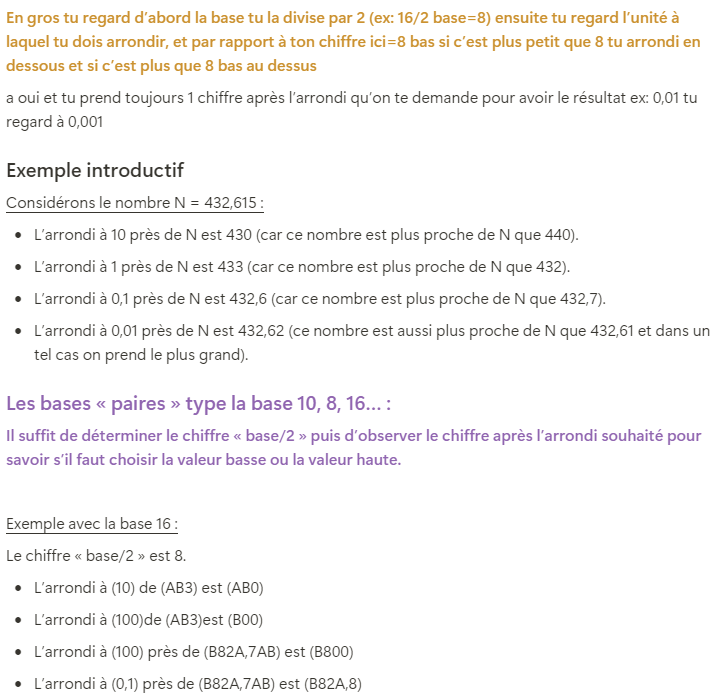 En gros tu regard d’abord la base tu la divise par 2 (ex: 16/2 base=8) ensuite tu regard l’unité à
laquel tu dois arrondir, et par rapport à ton chiffre ici=8 bas si c’est plus petit que 8 tu arrondi en
dessous et si c’est plus que 8 bas au dessus
a oui et tu prend toujours 1 chiffre après l’arrondi qu’on te demande pour avoir le résultat ex: 0,01 tu
regard à 0,001
Exemple introductif
Considérons le nombre N = 432,615 :
• L’arrondi à 10 près de N est 430 (car ce nombre est plus proche de N que 440).
• L’arrondi à 1 près de N est 433 (car ce nombre est plus proche de N que 432).
• L’arrondi à 0,1 près de N est 432,6 (car ce nombre est plus proche de N que 432,7).
• L’arrondi à 0,01 près de N est 432,62 (ce nombre est aussi plus proche de N que 432,61 et dans un
tel cas on prend le plus grand).
Les bases « paires » type la base 10, 8, 16... :
Il suffit de déterminer le chiffre « base/2 » puis d’observer le chiffre après l’arrondi souhaité pour
savoir s’il faut choisir la valeur basse ou la valeur haute.
Exemple avec la base 16 :
Le chiffre « base/2 » est 8.
• L’arrondi à (10) de (AB3) est (AB0)
• L’arrondi à (100)de (AB3)est (B00)
• L’arrondi à (100) près de (B82A,7AB) est (B800)
• L’arrondi à (0,1) près de (B82A,7AB) est (B82A,8)